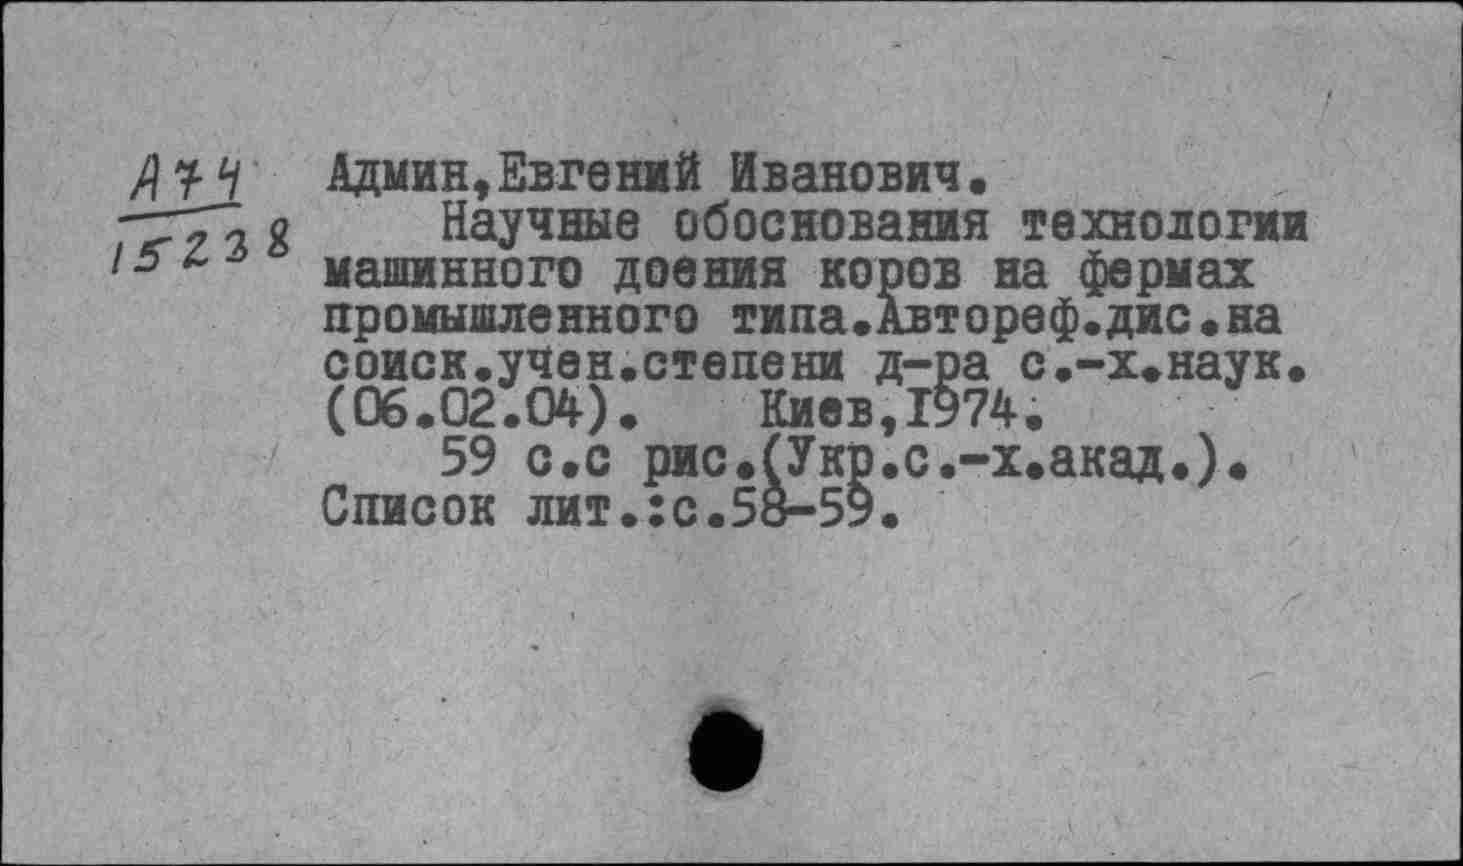 А74
15238
Админ,Евгений Иванович.
Научные обоснования технологии
машинного доения коров на фермах
промышленного типа.Автореф.дис.на
соиск.учен.степени д-ра с.-х.наук.
(06.02.04). Киев,1974.
59 с.с рис.(Укр.с.-х.акад.).
Список лит.:с.58-59.